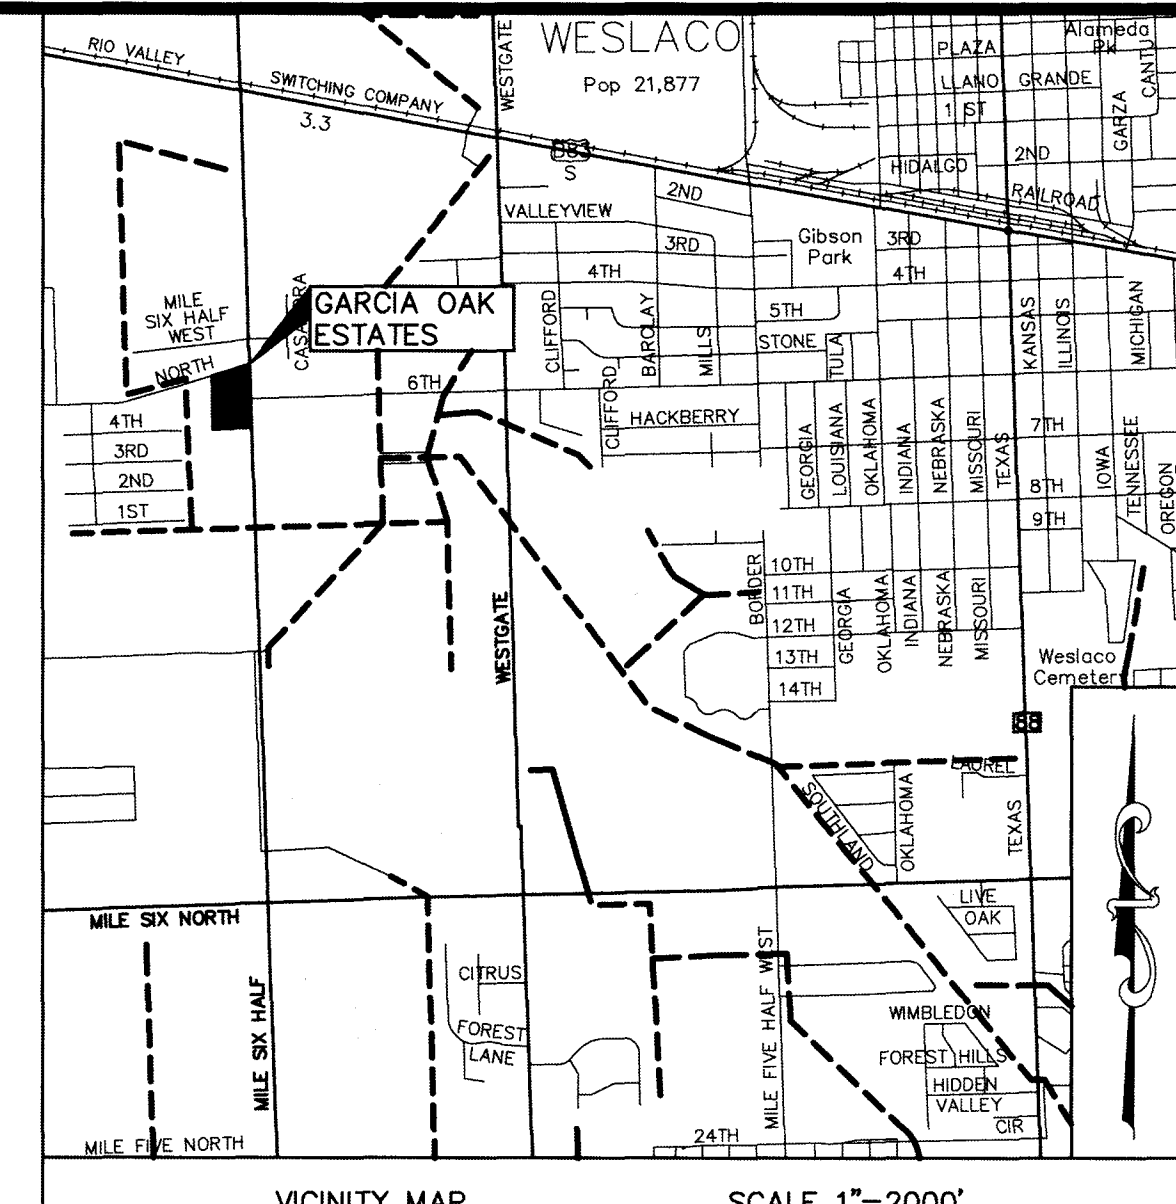 WESLACO
Pop 21,877
Alameda
Pk
RIO VALLEY
SWITCHING COMPANY
3.3
WESTGATE
PLAZA
LLANO GRANDE
1 ST
CANTU
GARZA
HIDALGO
2ND
RAILROAD
S
2ND
VALLEYVIEW
3RD
4TH
Gibson
Park
3RD
4TH
MILE
SIX HALF
WEST
NORTH
GARCIA OAK
ESTATES
CLIFFORD
BARCLAY
MILLS
5TH
STONE
TULA
KANSAS
ILLINOIS
MICHIGAN
6TH
CLIFFORD
HACKBERRY
GEORGIA
LOUISIANA
OKLAHOMA
INDIANA
NEBRASKA
MISSOURI
TEXAS
7TH
8TH
9TH
IOWA
TENNESSEE
OREGON
4TH
3RD
2ND
1ST
WESTGATE
BORDER
10TH
11TH
12TH
13TH
14TH
GEORGIA
OKLAHOMA
INDIANA
NEBRASKA
MISSOURI
Weslaco
Cemetery
88
LAUREL
SOUTHLAND
OKLAHOMA
TEXAS
MILE SIX NORTH
MILE SIX HALF
CITRUS
FOREST
LANE
MILE FIVE HALF WEST
LIVE
OAK
WIMBLEDON
FOREST HILLS
HIDDEN
VALLEY
CIR
MILE FIVE NORTH
24TH
VICINITY MAP
SCALE 1"=2000'